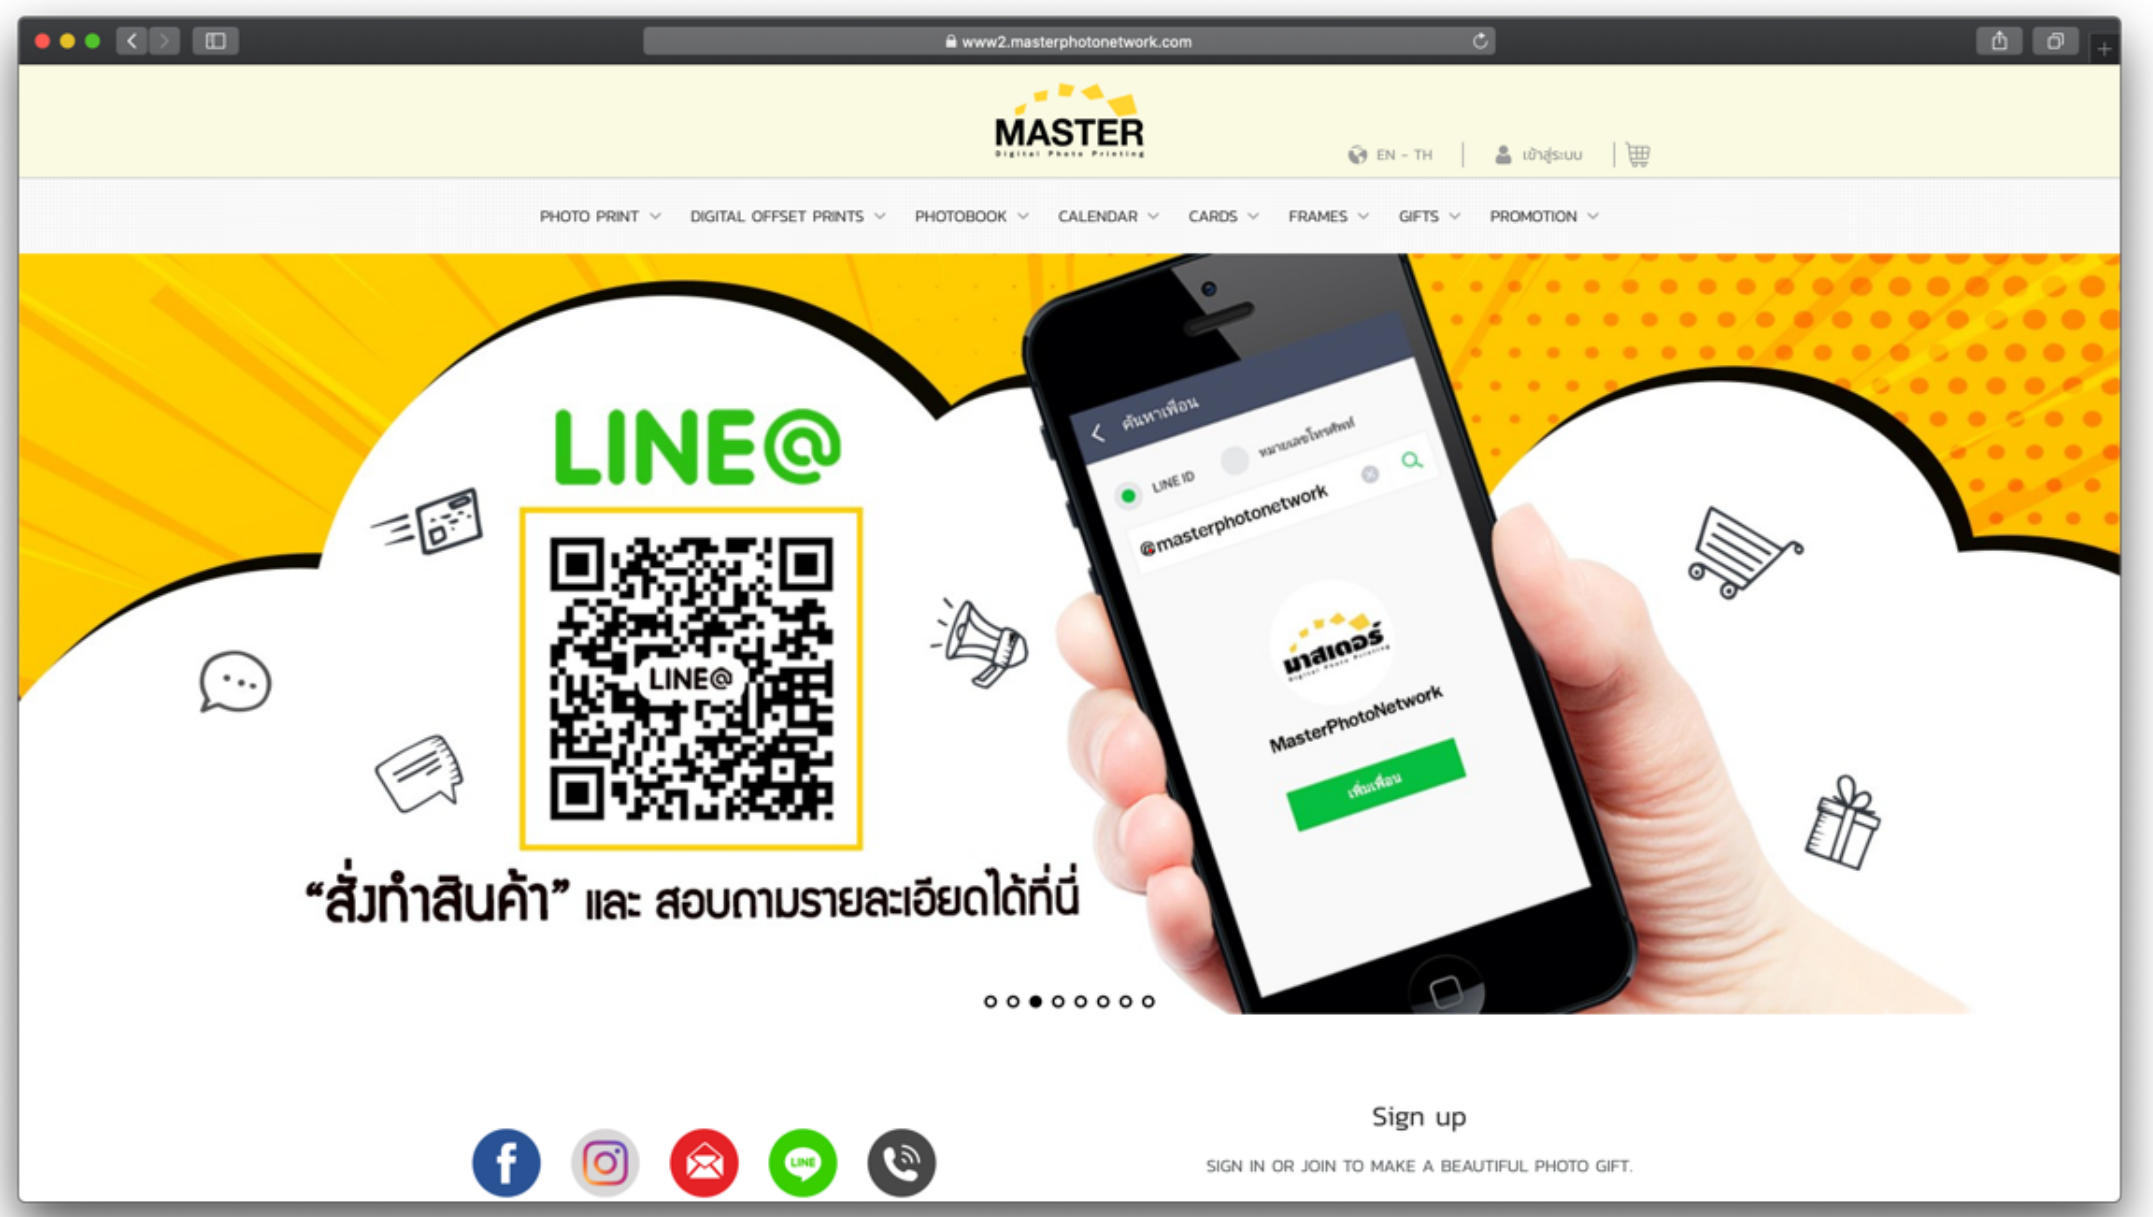 www2.masterphotonetwork.com
MASTER
Digital Photo Printing
EN - TH
เข้าสู่ระบบ
PHOTO PRINT
DIGITAL OFFSET PRINTS
PHOTOBOOK
CALENDAR
CARDS
FRAMES
GIFTS
PROMOTION
LINE@
LINE@
"สั่งทำสินค้า" และ สอบถามรายละเอียดได้ที่นี่
ค้นหาเพื่อน
LINE ID
หมายเลขโทรศัพท์
@masterphotonetwork
มาสเตอร์
Digital Photo Printing
MasterPhotoNetwork
เพิ่มเพื่อน
LINE
Sign up
SIGN IN OR JOIN TO MAKE A BEAUTIFUL PHOTO GIFT.